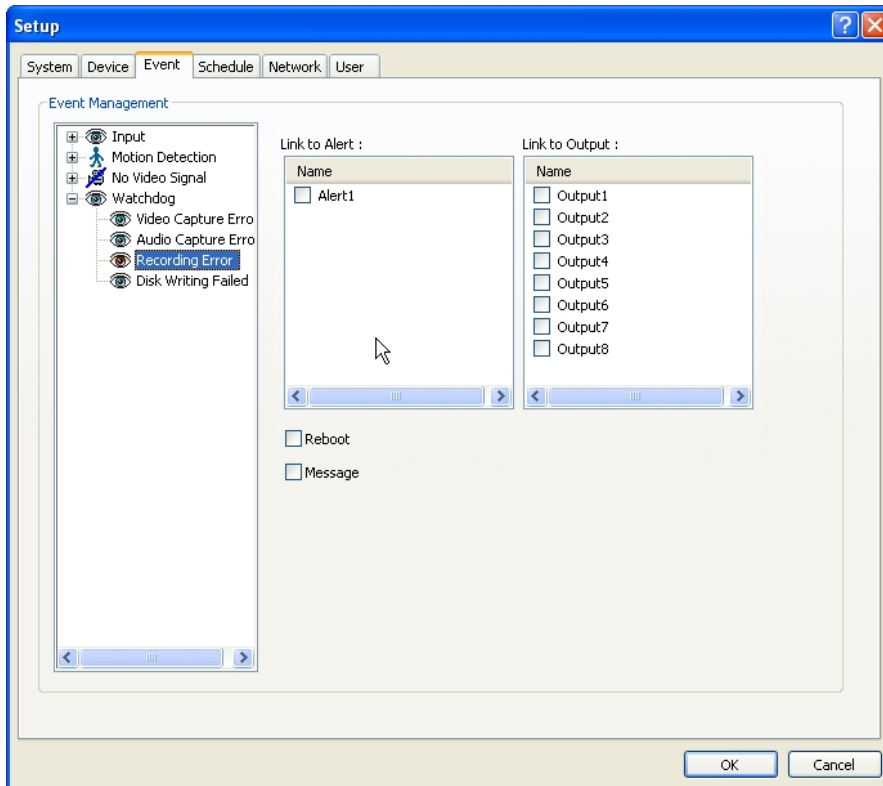 Setup
System Device Event Schedule Network User
Event Management
Input
Motion Detection
No Video Signal
Watchdog
Video Capture Erro
Audio Capture Erro
Recording Error
Disk Writing Failed
Link to Alert :
Name
Alert1
Link to Output :
Name
Output1
Output2
Output3
Output4
Output5
Output6
Output7
Output8
Reboot
Message
OK Cancel